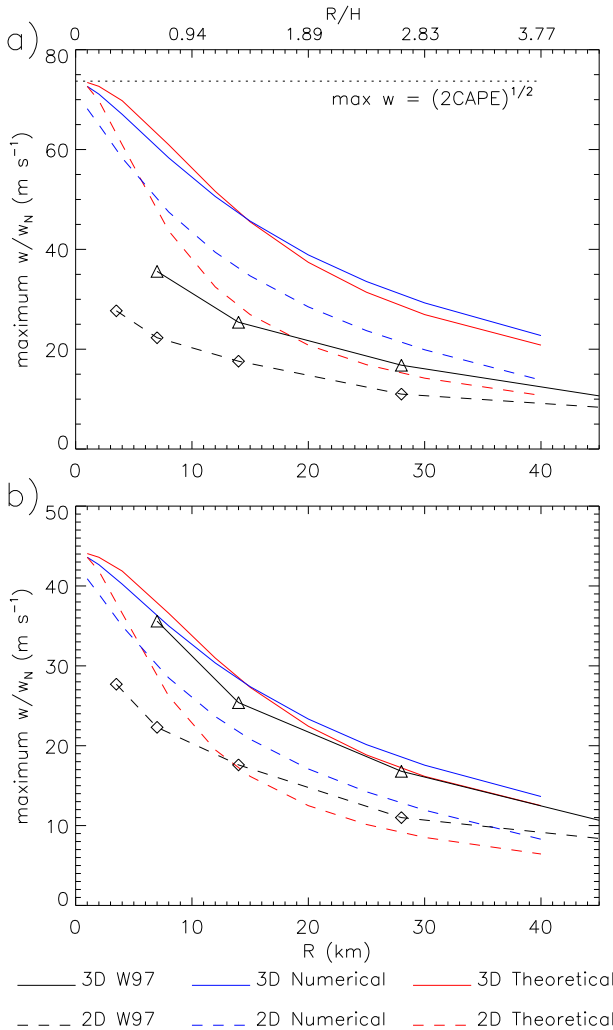 R/H
0 0.94 1.89 2.83 3.77
a)
80
max w = (2CAPE)^{1/2}
60
40
20
0
maximum w/w_N (m s^{-1})
0 10 20 30 40
b)
50
40
30
20
10
0
maximum w/w_N (m s^{-1})
0 10 20 30 40
R (km)
3D W97 3D Numerical 3D Theoretical
2D W97 2D Numerical 2D Theoretical